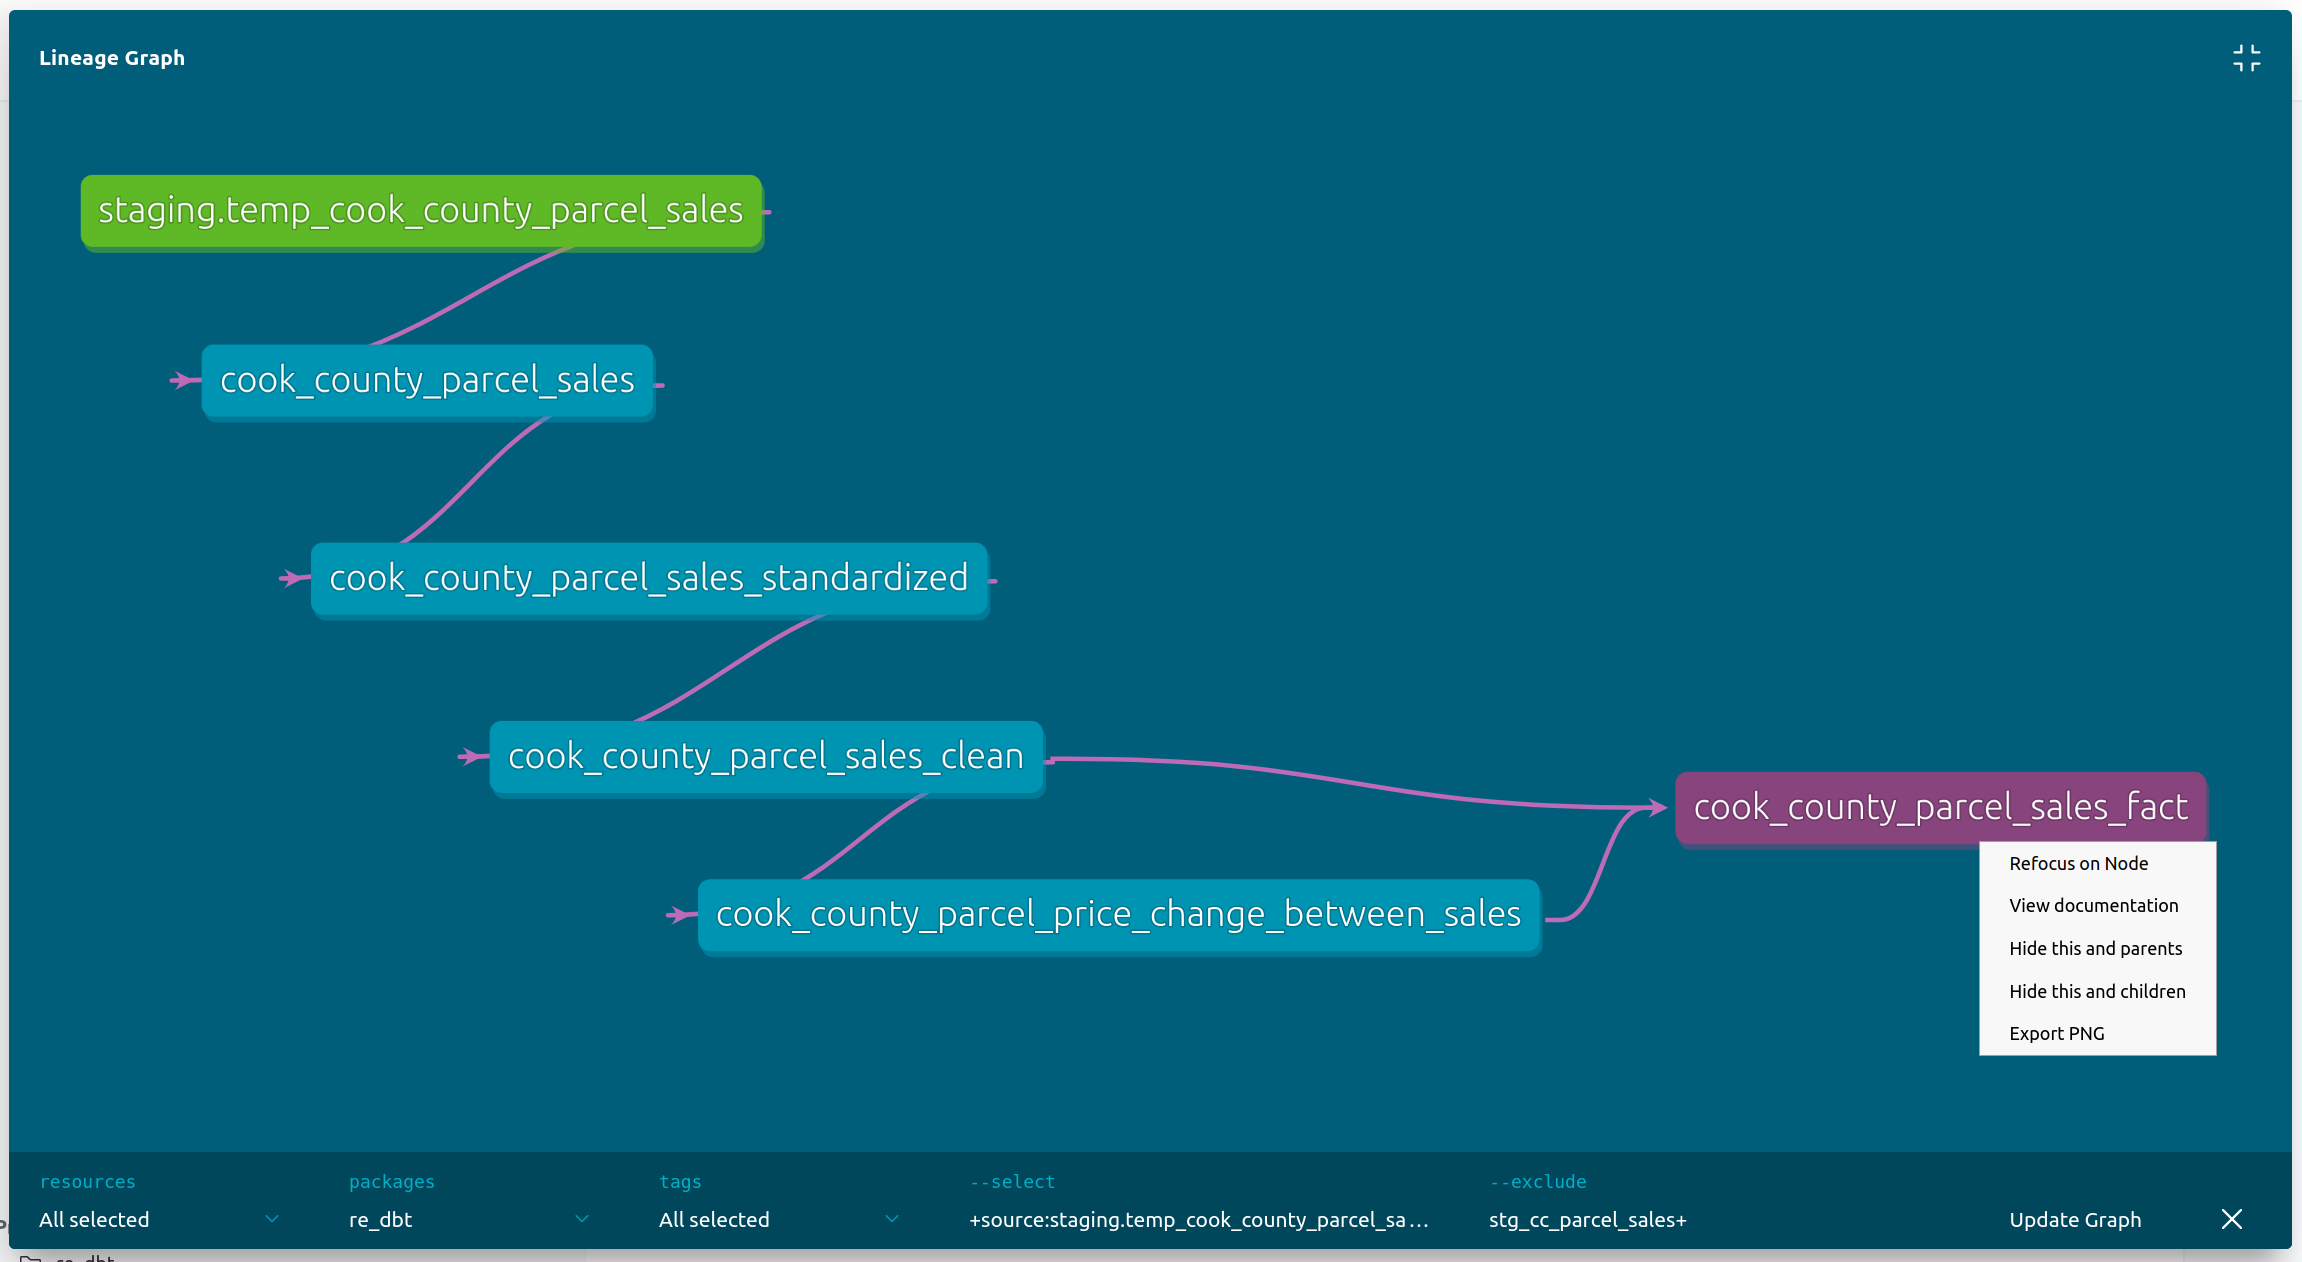 Lineage Graph
staging.temp_cook_county_parcel_sales
cook_county_parcel_sales
cook_county_parcel_sales_standardized
cook_county_parcel_sales_clean
cook_county_parcel_sales_fact
cook_county_parcel_price_change_between_sales
Refocus on Node
View documentation
Hide this and parents
Hide this and children
Export PNG
resources
All selected
packages
re_dbt
tags
All selected
--select
+source:staging.temp_cook_county_parcel_sa...
--exclude
stg_cc_parcel_sales+
Update Graph
re_dbt